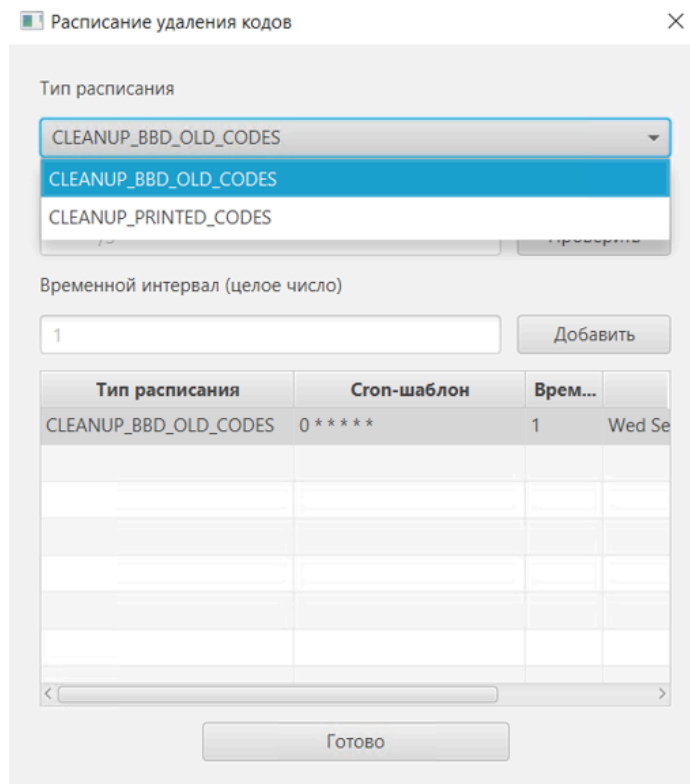 Расписание удаления кодов
Тип расписания
CLEANUP_BBD_OLD_CODES
CLEANUP_BBD_OLD_CODES
CLEANUP_PRINTED_CODES
Проверить
Временной интервал (целое число)
1 Добавить
Тип расписания Cron-шаблон Врем...
CLEANUP_BBD_OLD_CODES 0 * * * * * 1 Wed Se
Готово